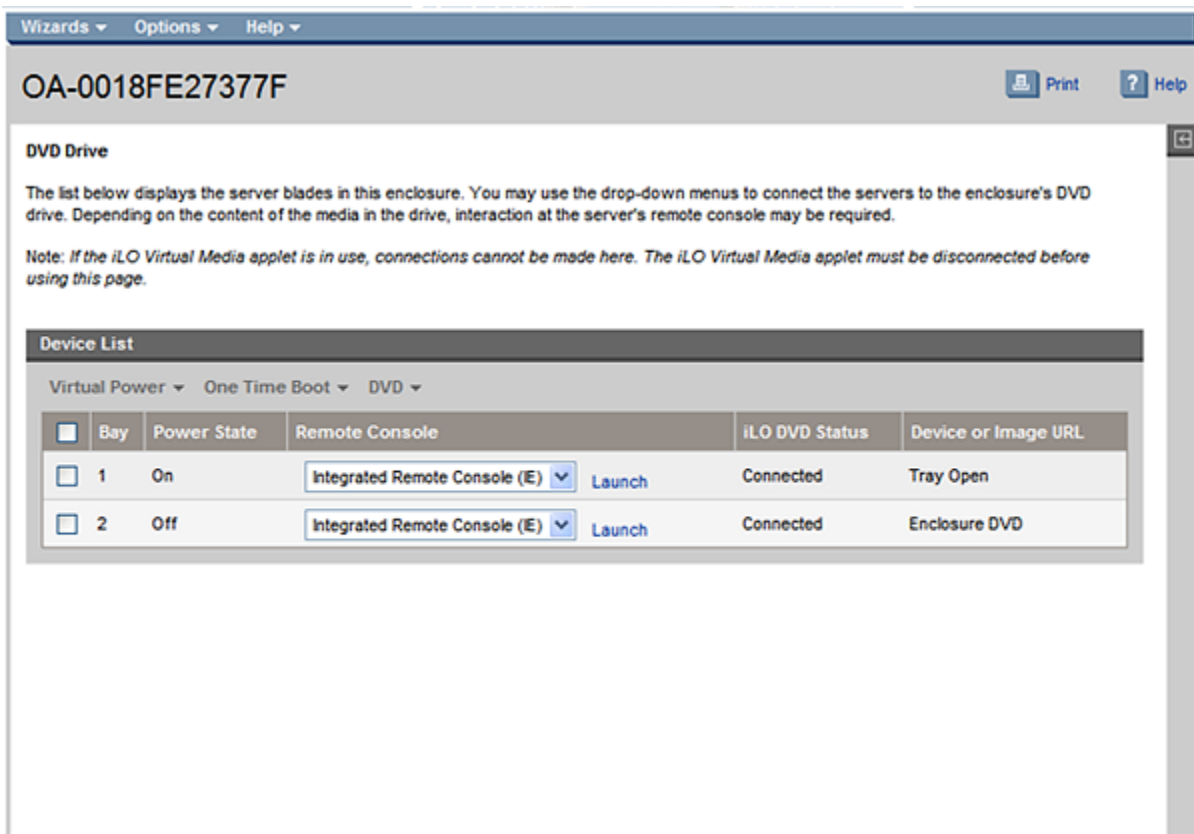 Wizards Options Help
OA-0018FE27377F Print ? Help
DVD Drive
The list below displays the server blades in this enclosure. You may use the drop-down menus to connect the servers to the enclosure's DVD
drive. Depending on the content of the media in the drive, interaction at the server's remote console may be required.
Note: If the iLO Virtual Media applet is in use, connections cannot be made here. The iLO Virtual Media applet must be disconnected before
using this page.
Device List
Virtual Power One Time Boot DVD
Bay Power State Remote Console iLO DVD Status Device or Image URL
1 On Integrated Remote Console (IE) Launch Connected Tray Open
2 Off Integrated Remote Console (IE) Launch Connected Enclosure DVD